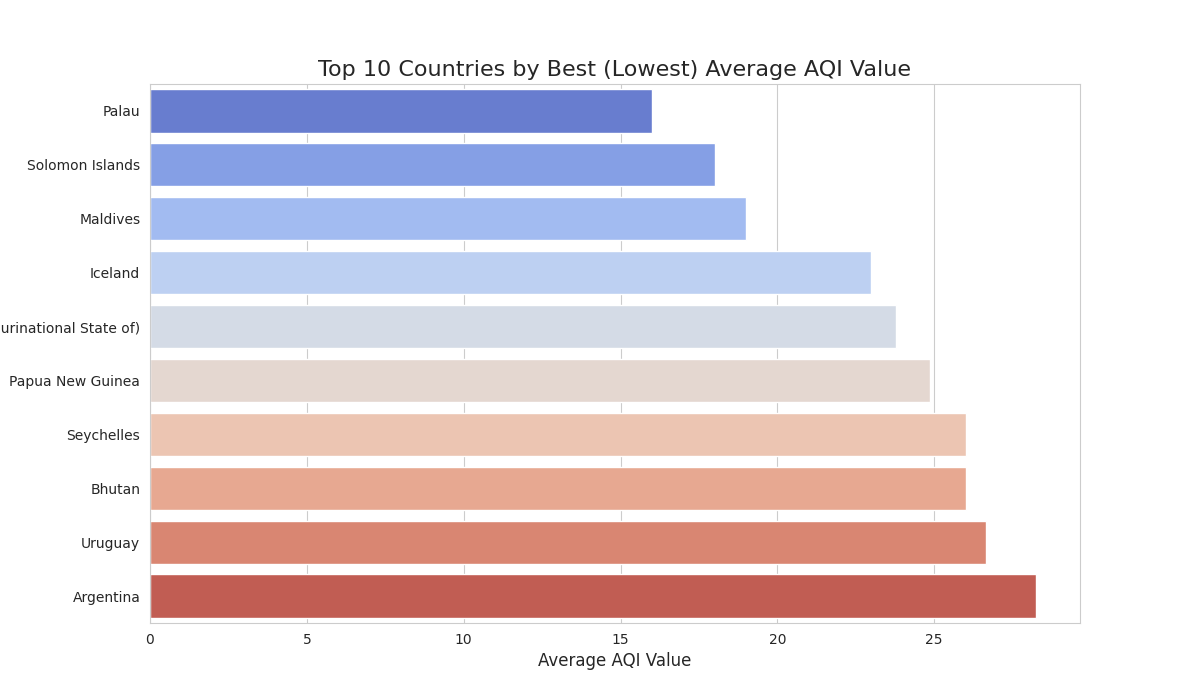 Top 10 Countries by Best (Lowest) Average AQI Value
Palau
Solomon Islands
Maldives
Iceland
urinational State of)
Papua New Guinea
Seychelles
Bhutan
Uruguay
Argentina
0 5 10 15 20 25
Average AQI Value